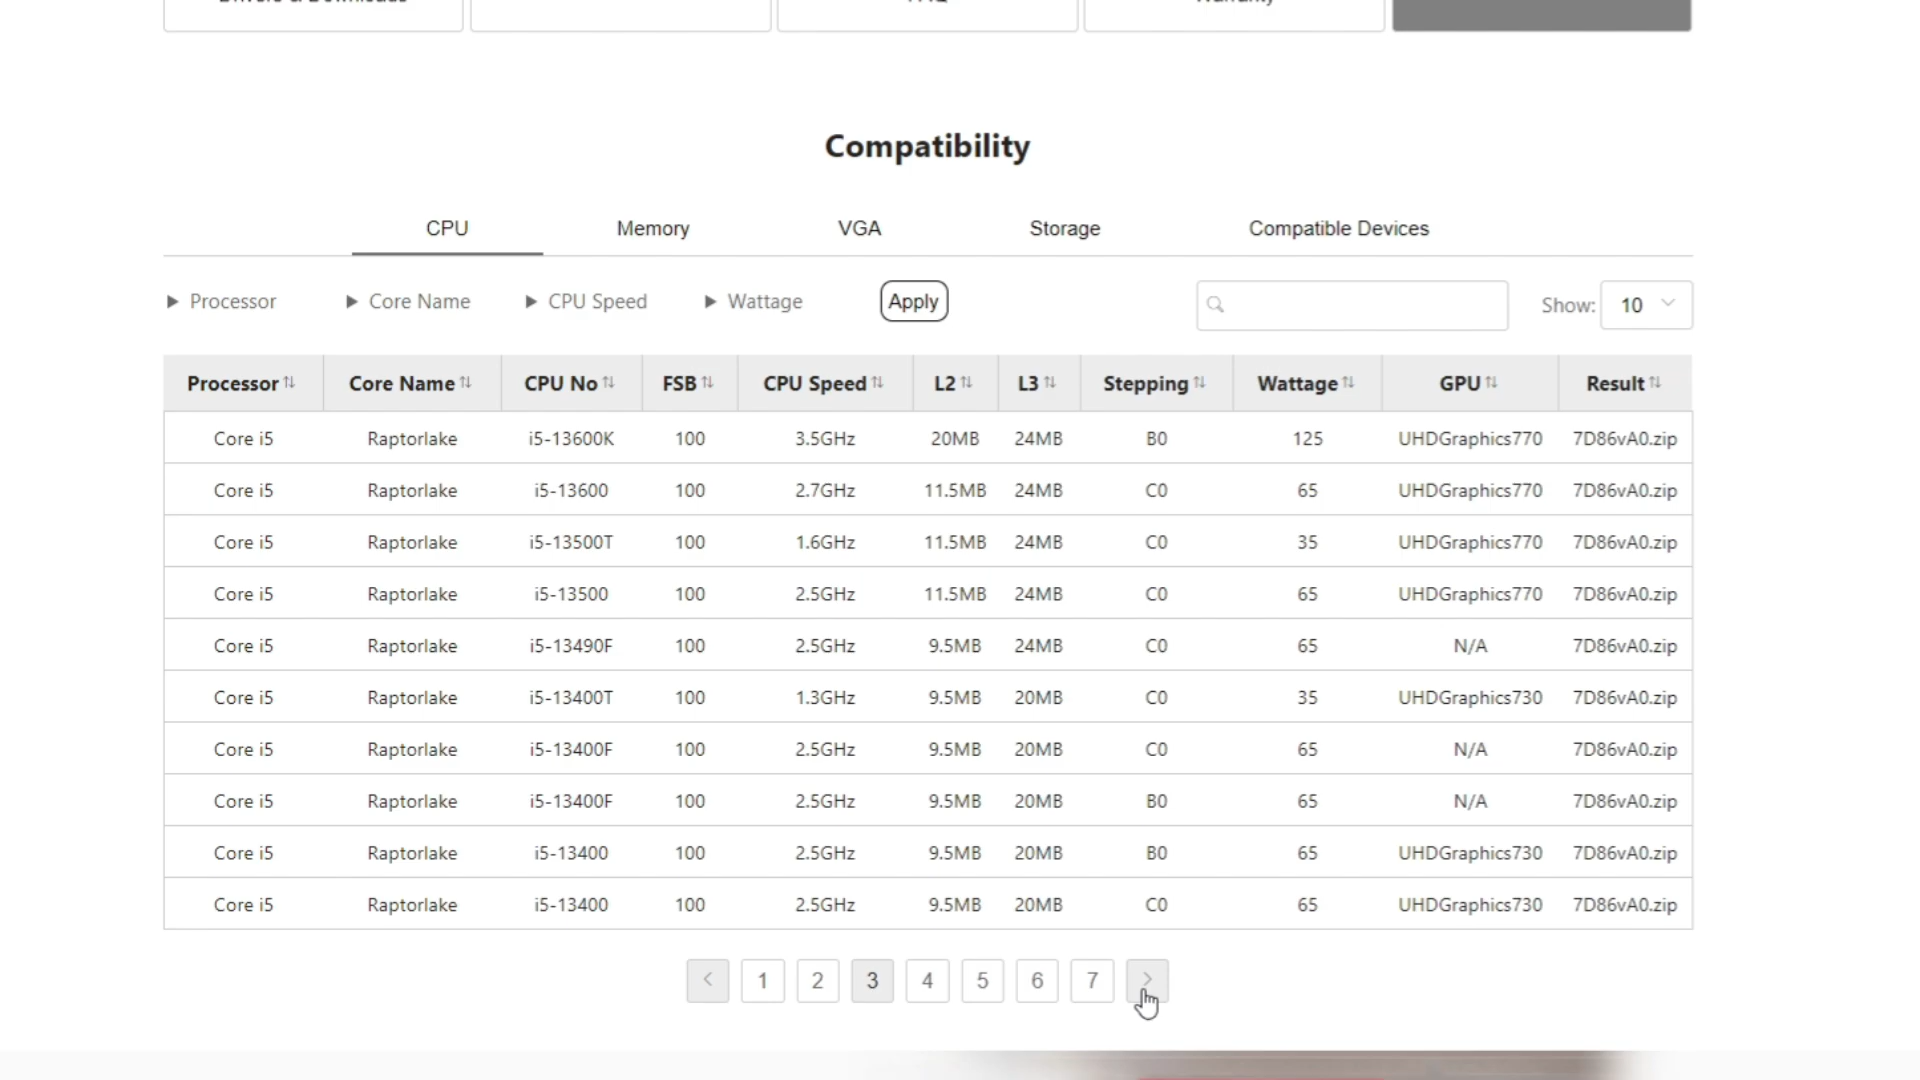 Compatibility
CPU Memory VGA Storage Compatible Devices
Processor Core Name CPU Speed Wattage Apply Show: 10
Processor Core Name CPU No FSB CPU Speed L2 L3 Stepping Wattage GPU Result
Core i5 Raptorlake i5-13600K 100 3.5GHz 20MB 24MB B0 125 UHDGraphics770 7D86vA0.zip
Core i5 Raptorlake i5-13600 100 2.7GHz 11.5MB 24MB C0 65 UHDGraphics770 7D86vA0.zip
Core i5 Raptorlake i5-13500T 100 1.6GHz 11.5MB 24MB C0 35 UHDGraphics770 7D86vA0.zip
Core i5 Raptorlake i5-13500 100 2.5GHz 11.5MB 24MB C0 65 UHDGraphics770 7D86vA0.zip
Core i5 Raptorlake i5-13490F 100 2.5GHz 9.5MB 24MB C0 65 N/A 7D86vA0.zip
Core i5 Raptorlake i5-13400T 100 1.3GHz 9.5MB 20MB C0 35 UHDGraphics730 7D86vA0.zip
Core i5 Raptorlake i5-13400F 100 2.5GHz 9.5MB 20MB C0 65 N/A 7D86vA0.zip
Core i5 Raptorlake i5-13400F 100 2.5GHz 9.5MB 20MB B0 65 N/A 7D86vA0.zip
Core i5 Raptorlake i5-13400 100 2.5GHz 9.5MB 20MB B0 65 UHDGraphics730 7D86vA0.zip
Core i5 Raptorlake i5-13400 100 2.5GHz 9.5MB 20MB C0 65 UHDGraphics730 7D86vA0.zip
1 2 3 4 5 6 7